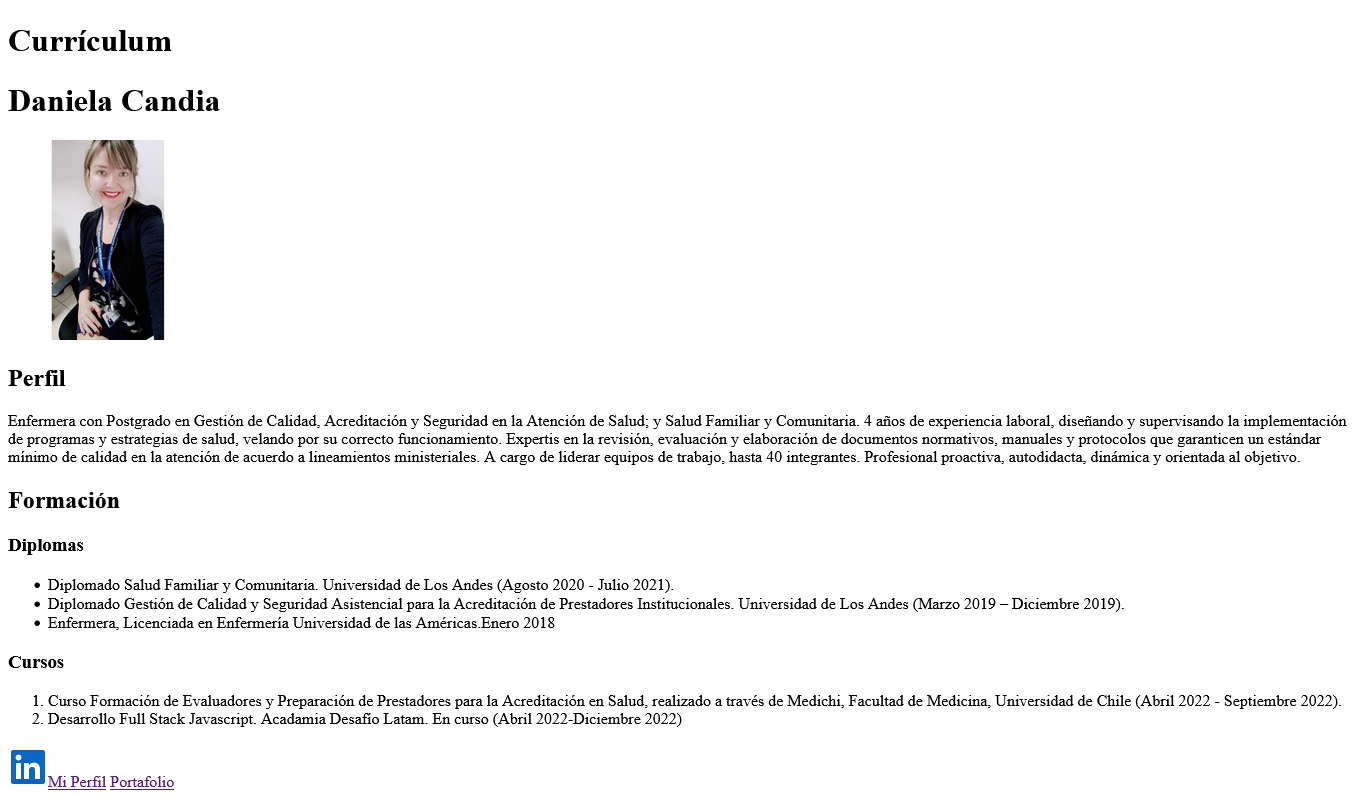 Currículum
Daniela Candia
Perfil
Enfermera con Postgrado en Gestión de Calidad, Acreditación y Seguridad en la Atención de Salud; y Salud Familiar y Comunitaria. 4 años de experiencia laboral, diseñando y supervisando la implementación
de programas y estrategias de salud, velando por su correcto funcionamiento. Expertis en la revisión, evaluación y elaboración de documentos normativos, manuales y protocolos que garanticen un estándar
mínimo de calidad en la atención de acuerdo a lineamientos ministeriales. A cargo de liderar equipos de trabajo, hasta 40 integrantes. Profesional proactiva, autodidacta, dinámica y orientada al objetivo.
Formación
Diplomas
• Diplomado Salud Familiar y Comunitaria. Universidad de Los Andes (Agosto 2020 - Julio 2021).
• Diplomado Gestión de Calidad y Seguridad Asistencial para la Acreditación de Prestadores Institucionales. Universidad de Los Andes (Marzo 2019 – Diciembre 2019).
• Enfermera, Licenciada en Enfermería Universidad de las Américas.Enero 2018
Cursos
1. Curso Formación de Evaluadores y Preparación de Prestadores para la Acreditación en Salud, realizado a través de Medichi, Facultad de Medicina, Universidad de Chile (Abril 2022 - Septiembre 2022).
2. Desarrollo Full Stack Javascript. Acadamia Desafío Latam. En curso (Abril 2022-Diciembre 2022)
in Mi Perfil Portafolio